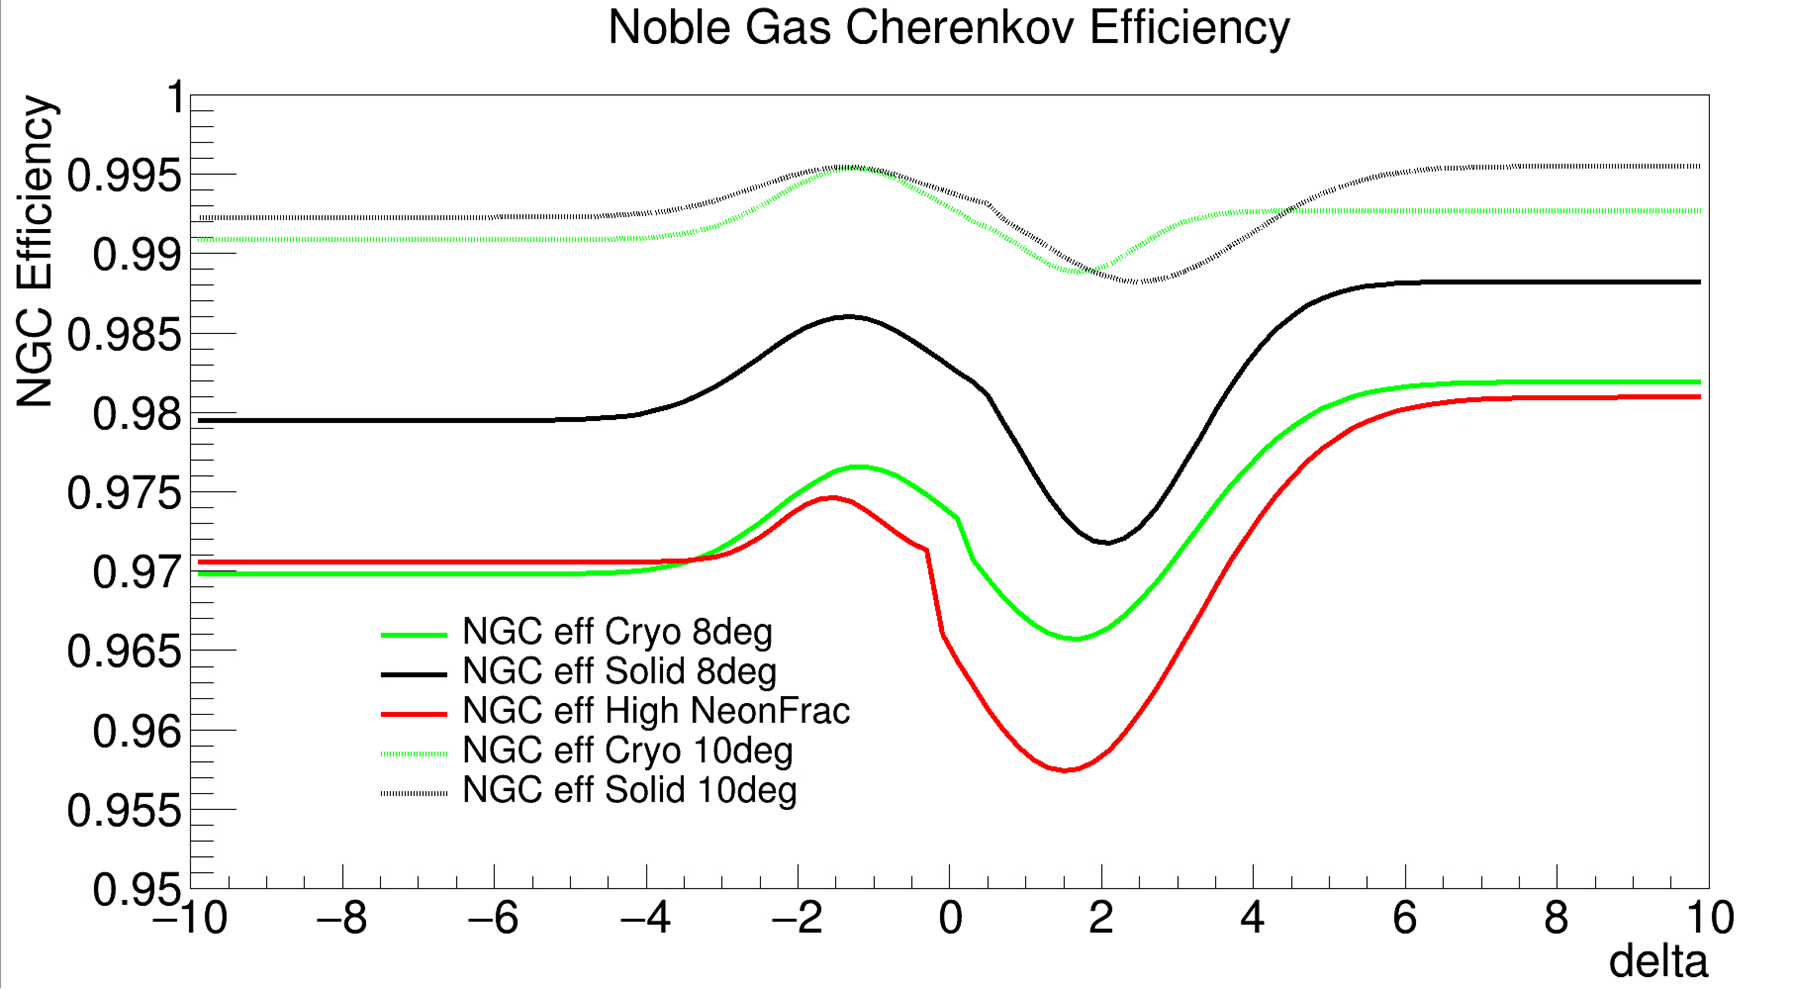 Noble Gas Cherenkov Efficiency
NGC Efficiency
1
0.995
0.99
0.985
0.98
0.975
0.97
0.965
0.96
0.955
0.95
NGC eff Cryo 8deg
NGC eff Solid 8deg
NGC eff High NeonFrac
NGC eff Cryo 10deg
NGC eff Solid 10deg
−10 −8 −6 −4 −2 0 2 4 6 8 10
delta